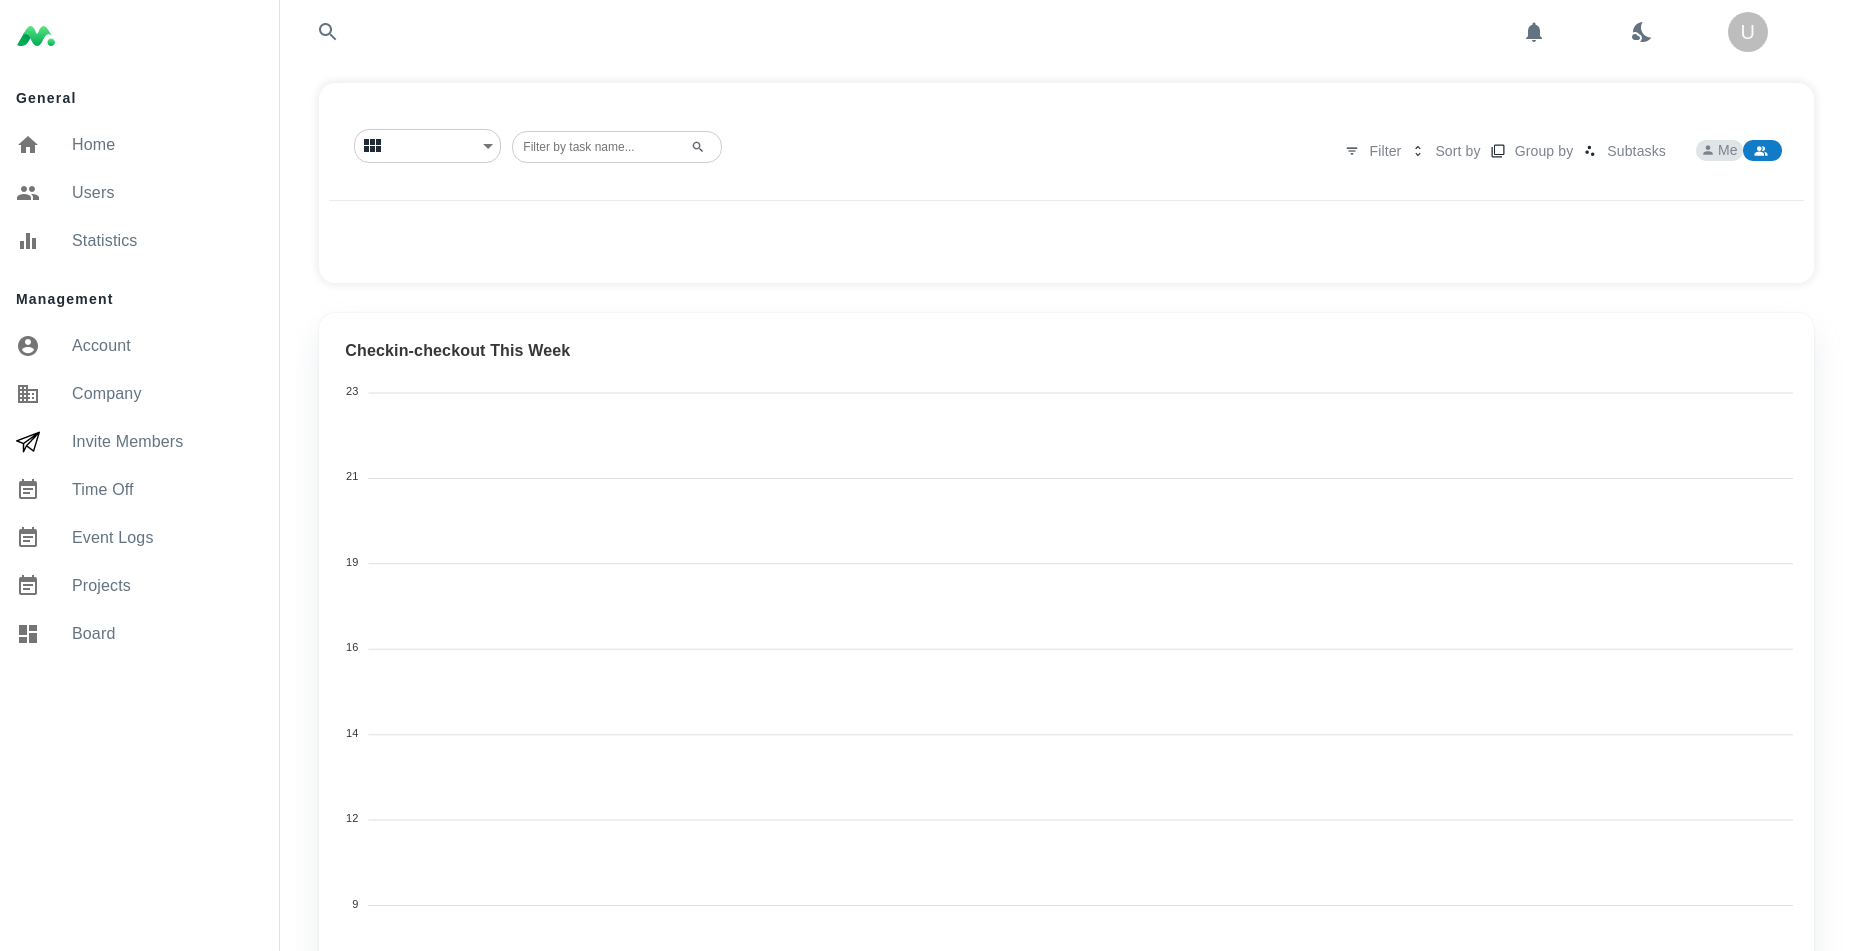 U
General
Home
Users
Statistics
Management
Account
Company
Invite Members
Time Off
Event Logs
Projects
Board
Filter by task name...
Filter
Sort by
Group by
Subtasks
Me
Checkin-checkout This Week
23
21
19
16
14
12
9